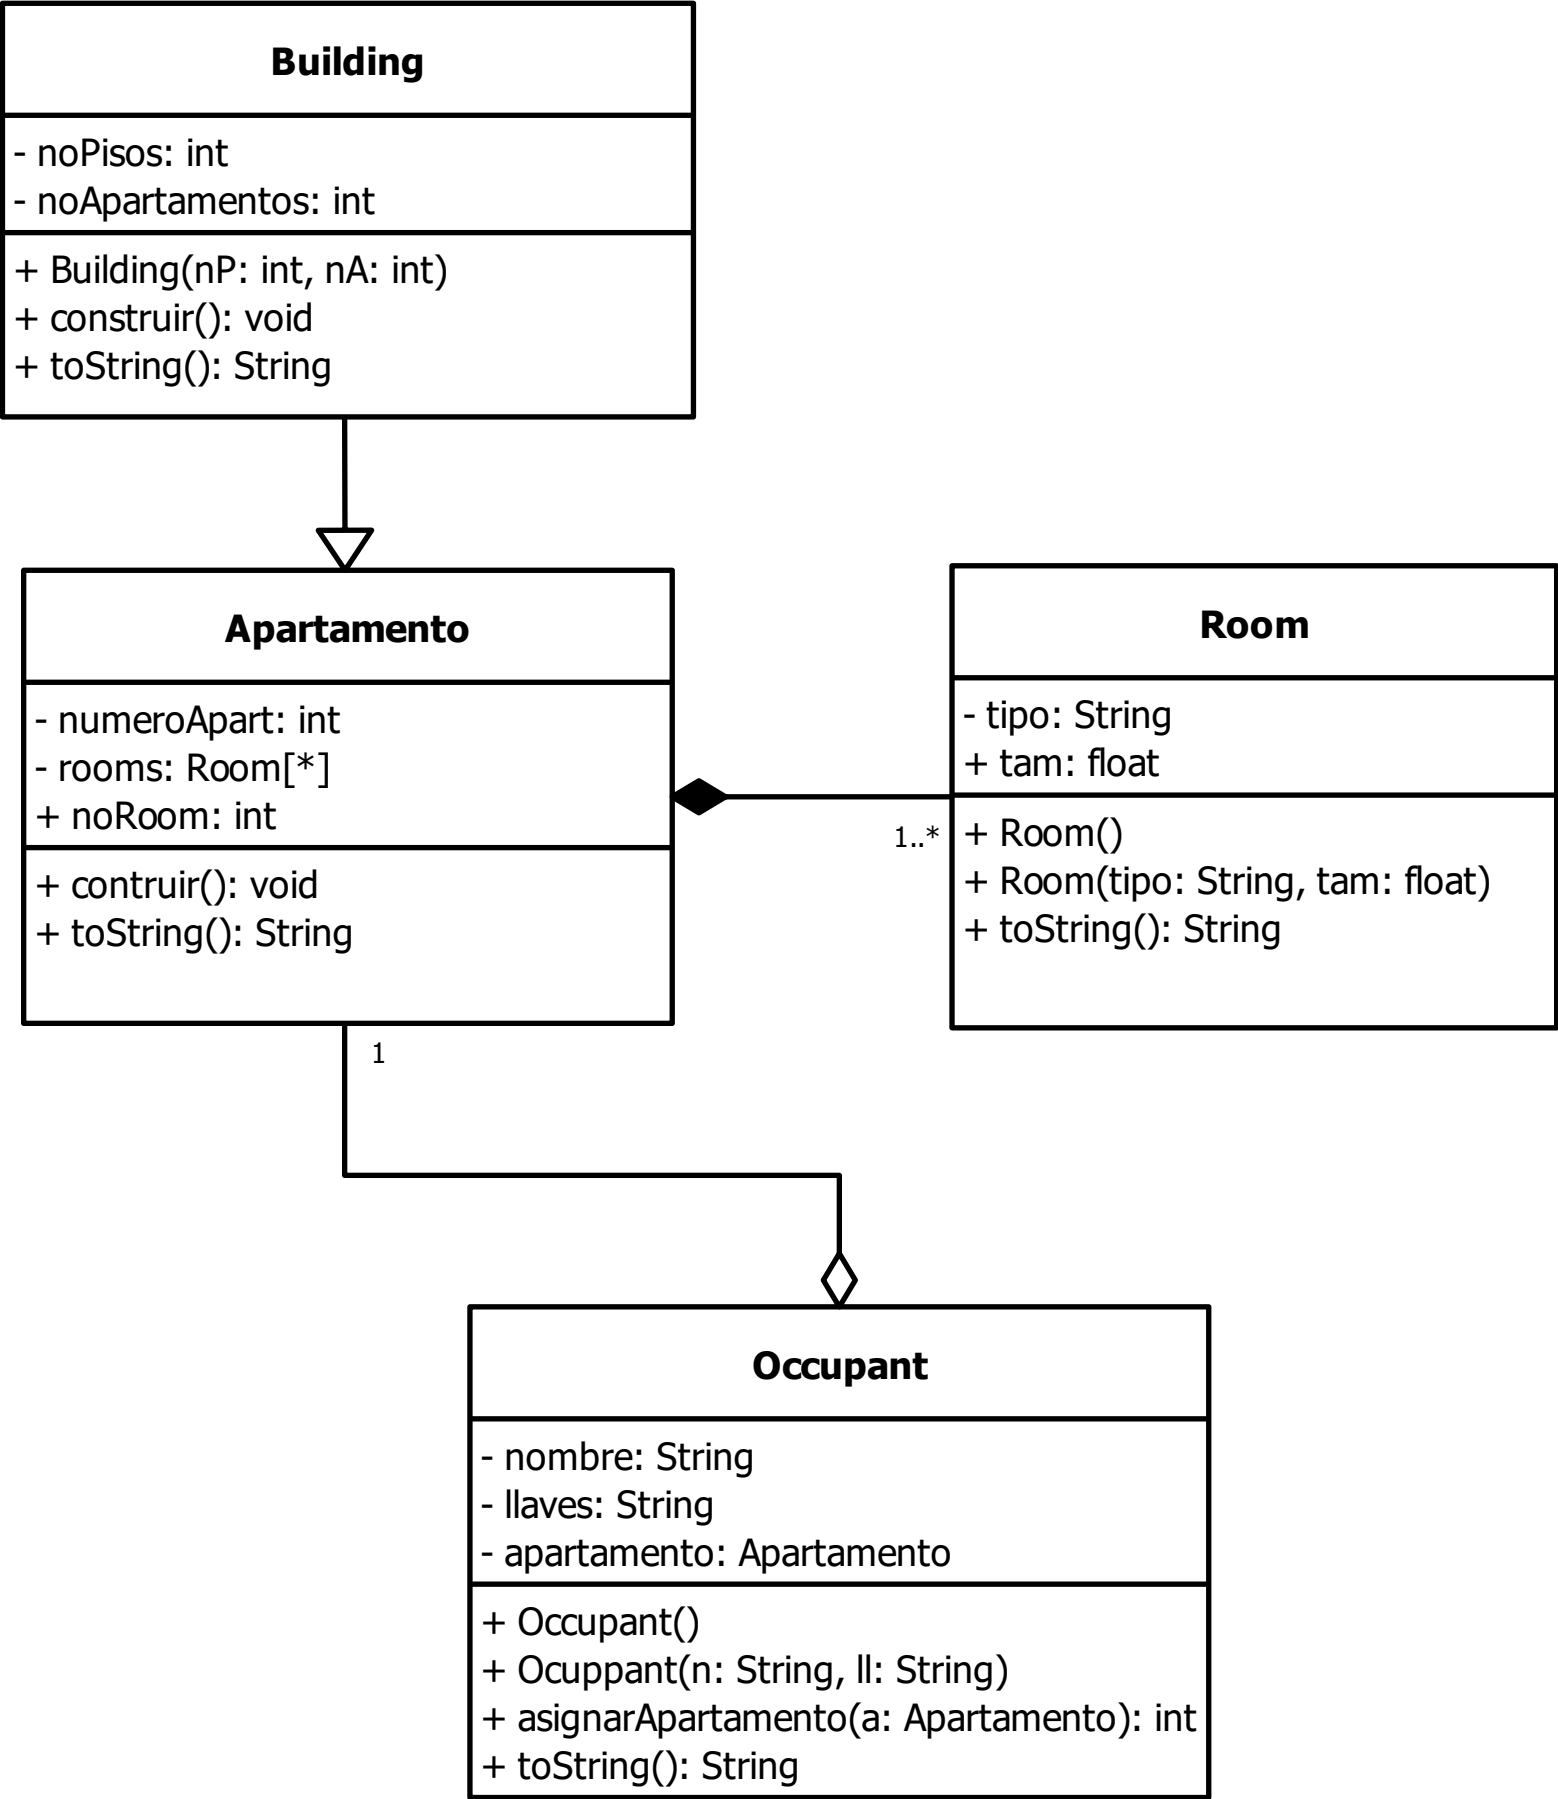 Building
- noPisos: int
- noApartamentos: int
+ Building(nP: int, nA: int)
+ construir(): void
+ toString(): String
Apartamento
- numeroApart: int
- rooms: Room[*]
+ noRoom: int
+ contruir(): void
+ toString(): String
Room
- tipo: String
+ tam: float
1..*
+ Room()
+ Room(tipo: String, tam: float)
+ toString(): String
1
Occupant
- nombre: String
- llaves: String
- apartamento: Apartamento
+ Occupant()
+ Ocuppant(n: String, ll: String)
+ asignarApartamento(a: Apartamento): int
+ toString(): String